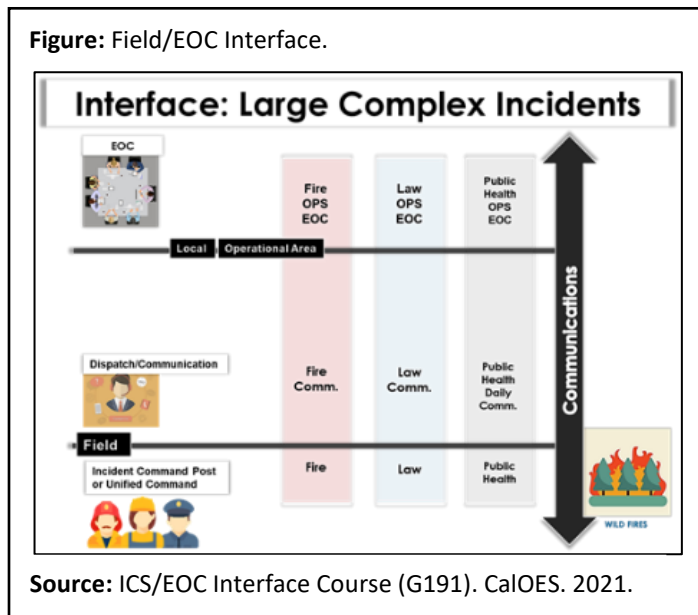 Figure: Field/EOC Interface.
Interface: Large Complex Incidents
EOC
Fire
OPS
EOC
Law
OPS
EOC
Public
Health
OPS
EOC
Local
Operational Area
Communications
Dispatch/Communication
Fire
Comm.
Law
Comm.
Public
Health
Daily
Comm.
Field
Incident Command Post
or Unified Command
Fire
Law
Public
Health
WILD FIRES
Source: ICS/EOC Interface Course (G191). CalOES. 2021.